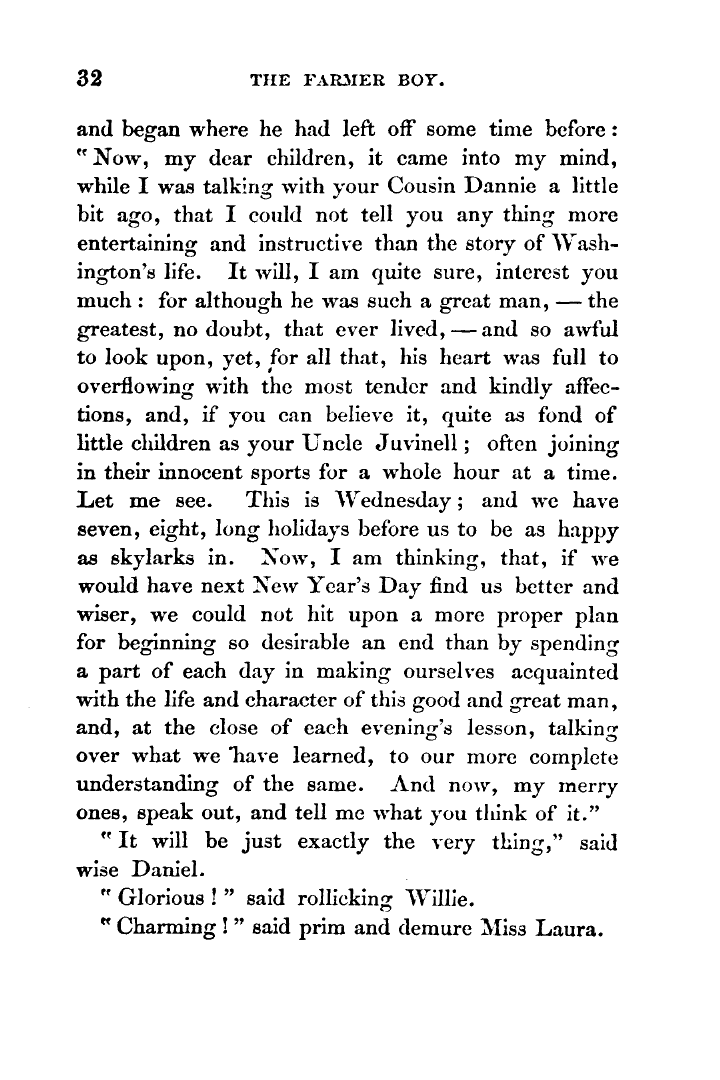 32 THE FARMER BOY.
and began where he had left off some time before :
" Now, my dear children, it came into my mind,
while I was talking with your Cousin Dannie a little
bit ago, that I could not tell you any thing more
entertaining and instructive than the story of Wash-
ington's life. It will, I am quite sure, interest you
much : for although he was such a great man, — the
greatest, no doubt, that ever lived, — and so awful
to look upon, yet, for all that, his heart was full to
overflowing with the most tender and kindly affec-
tions, and, if you can believe it, quite as fond of
little children as your Uncle Juvinell ; often joining
in their innocent sports for a whole hour at a time.
Let me see. This is Wednesday ; and we have
seven, eight, long holidays before us to be as happy
as skylarks in. Now, I am thinking, that, if we
would have next New Year's Day find us better and
wiser, we could not hit upon a more proper plan
for beginning so desirable an end than by spending
a part of each day in making ourselves acquainted
with the life and character of this good and great man,
and, at the close of each evening's lesson, talking
over what we have learned, to our more complete
understanding of the same. And now, my merry
ones, speak out, and tell me what you think of it."
" It will be just exactly the very thing," said
wise Daniel.
" Glorious ! " said rollicking Willie.
" Charming ! " said prim and demure Miss Laura.